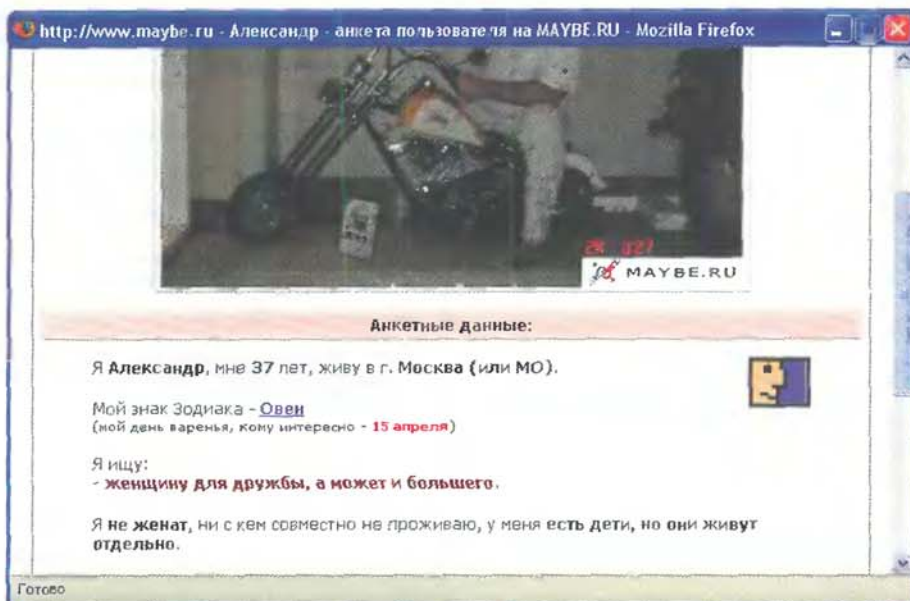 http://www.maybe.ru - Александр - анкета пользователя на MAYBE.RU - Mozilla Firefox
MAYBE.RU
Анкетные данные:
Я Александр, мне 37 лет, живу в г. Москва (или МО).
Мой знак Зодиака - Овен
(мой день варенья, кому интересно - 15 апреля)
Я ищу:
- женщину для дружбы, а может и большего.
Я не женат, ни с кем совместно не проживаю, у меня есть дети, но они живут
отдельно.
Готово